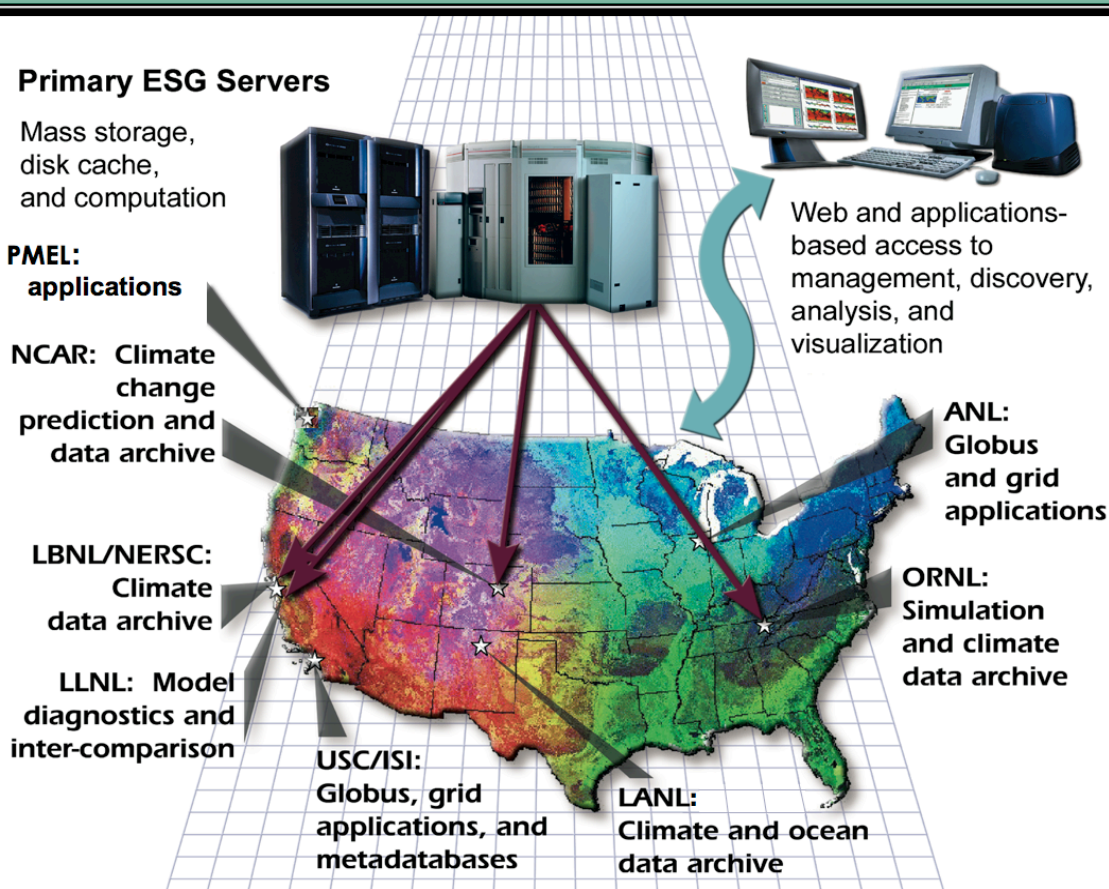 Primary ESG Servers
Mass storage,
disk cache,
and computation
PMEL:
applications
NCAR: Climate
change
prediction and
data archive
LBNL/NERSC:
Climate
data archive
LLNL: Model
diagnostics and
inter-comparison
USC/ISI:
Globus, grid
applications, and
metadatabases
LANL:
Climate and ocean
data archive
Web and applications-
based access to
management, discovery,
analysis, and
visualization
ANL:
Globus
and grid
applications
ORNL:
Simulation
and climate
data archive